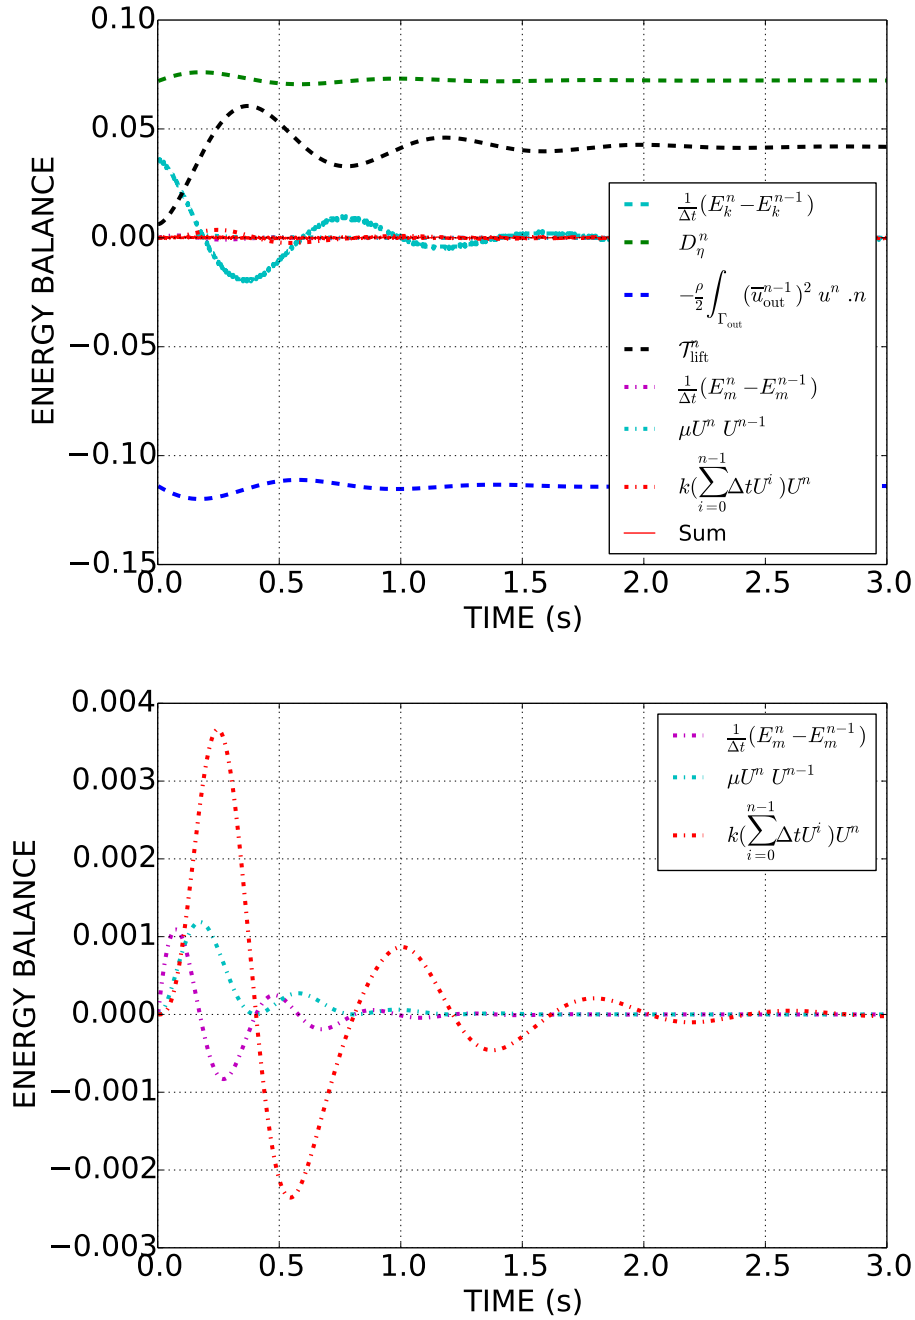 0.10
0.05
0.00
−0.05
−0.10
−0.15
ENERGY BALANCE
0.0 0.5 1.0 1.5 2.0 2.5 3.0
TIME (s)
1/Δt (E_k^n − E_k^{n−1})
D_η^n
−ρ/2 ∫_{Γ_out} (u̅_out^{n−1})² u^n .n
𝒯_lift^n
1/Δt (E_m^n − E_m^{n−1})
μU^n U^{n−1}
k(∑_{i=0}^{n−1} ΔtU^i)U^n
Sum
0.004
0.003
0.002
0.001
0.000
−0.001
−0.002
−0.003
ENERGY BALANCE
0.0 0.5 1.0 1.5 2.0 2.5 3.0
TIME (s)
1/Δt (E_m^n − E_m^{n−1})
μU^n U^{n−1}
k(∑_{i=0}^{n−1} ΔtU^i)U^n